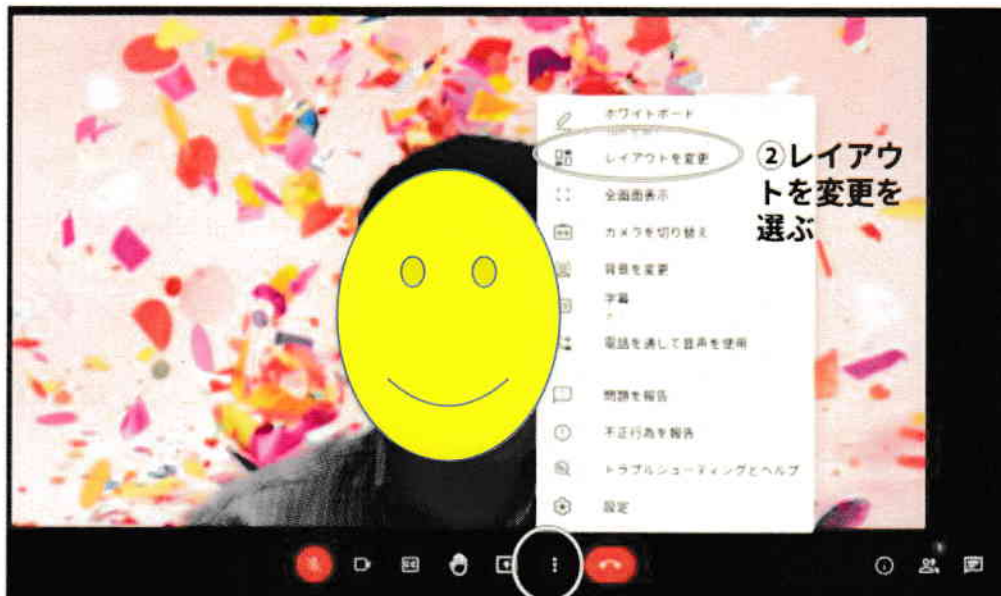 ホワイトボード
レイアウトを変更
②レイアウ
トを変更を
選ぶ
全画面表示
カメラを切り替え
背景を変更
字幕
電話を通して音声を使用
問題を報告
不正行為を報告
トラブルシューティングとヘルプ
設定